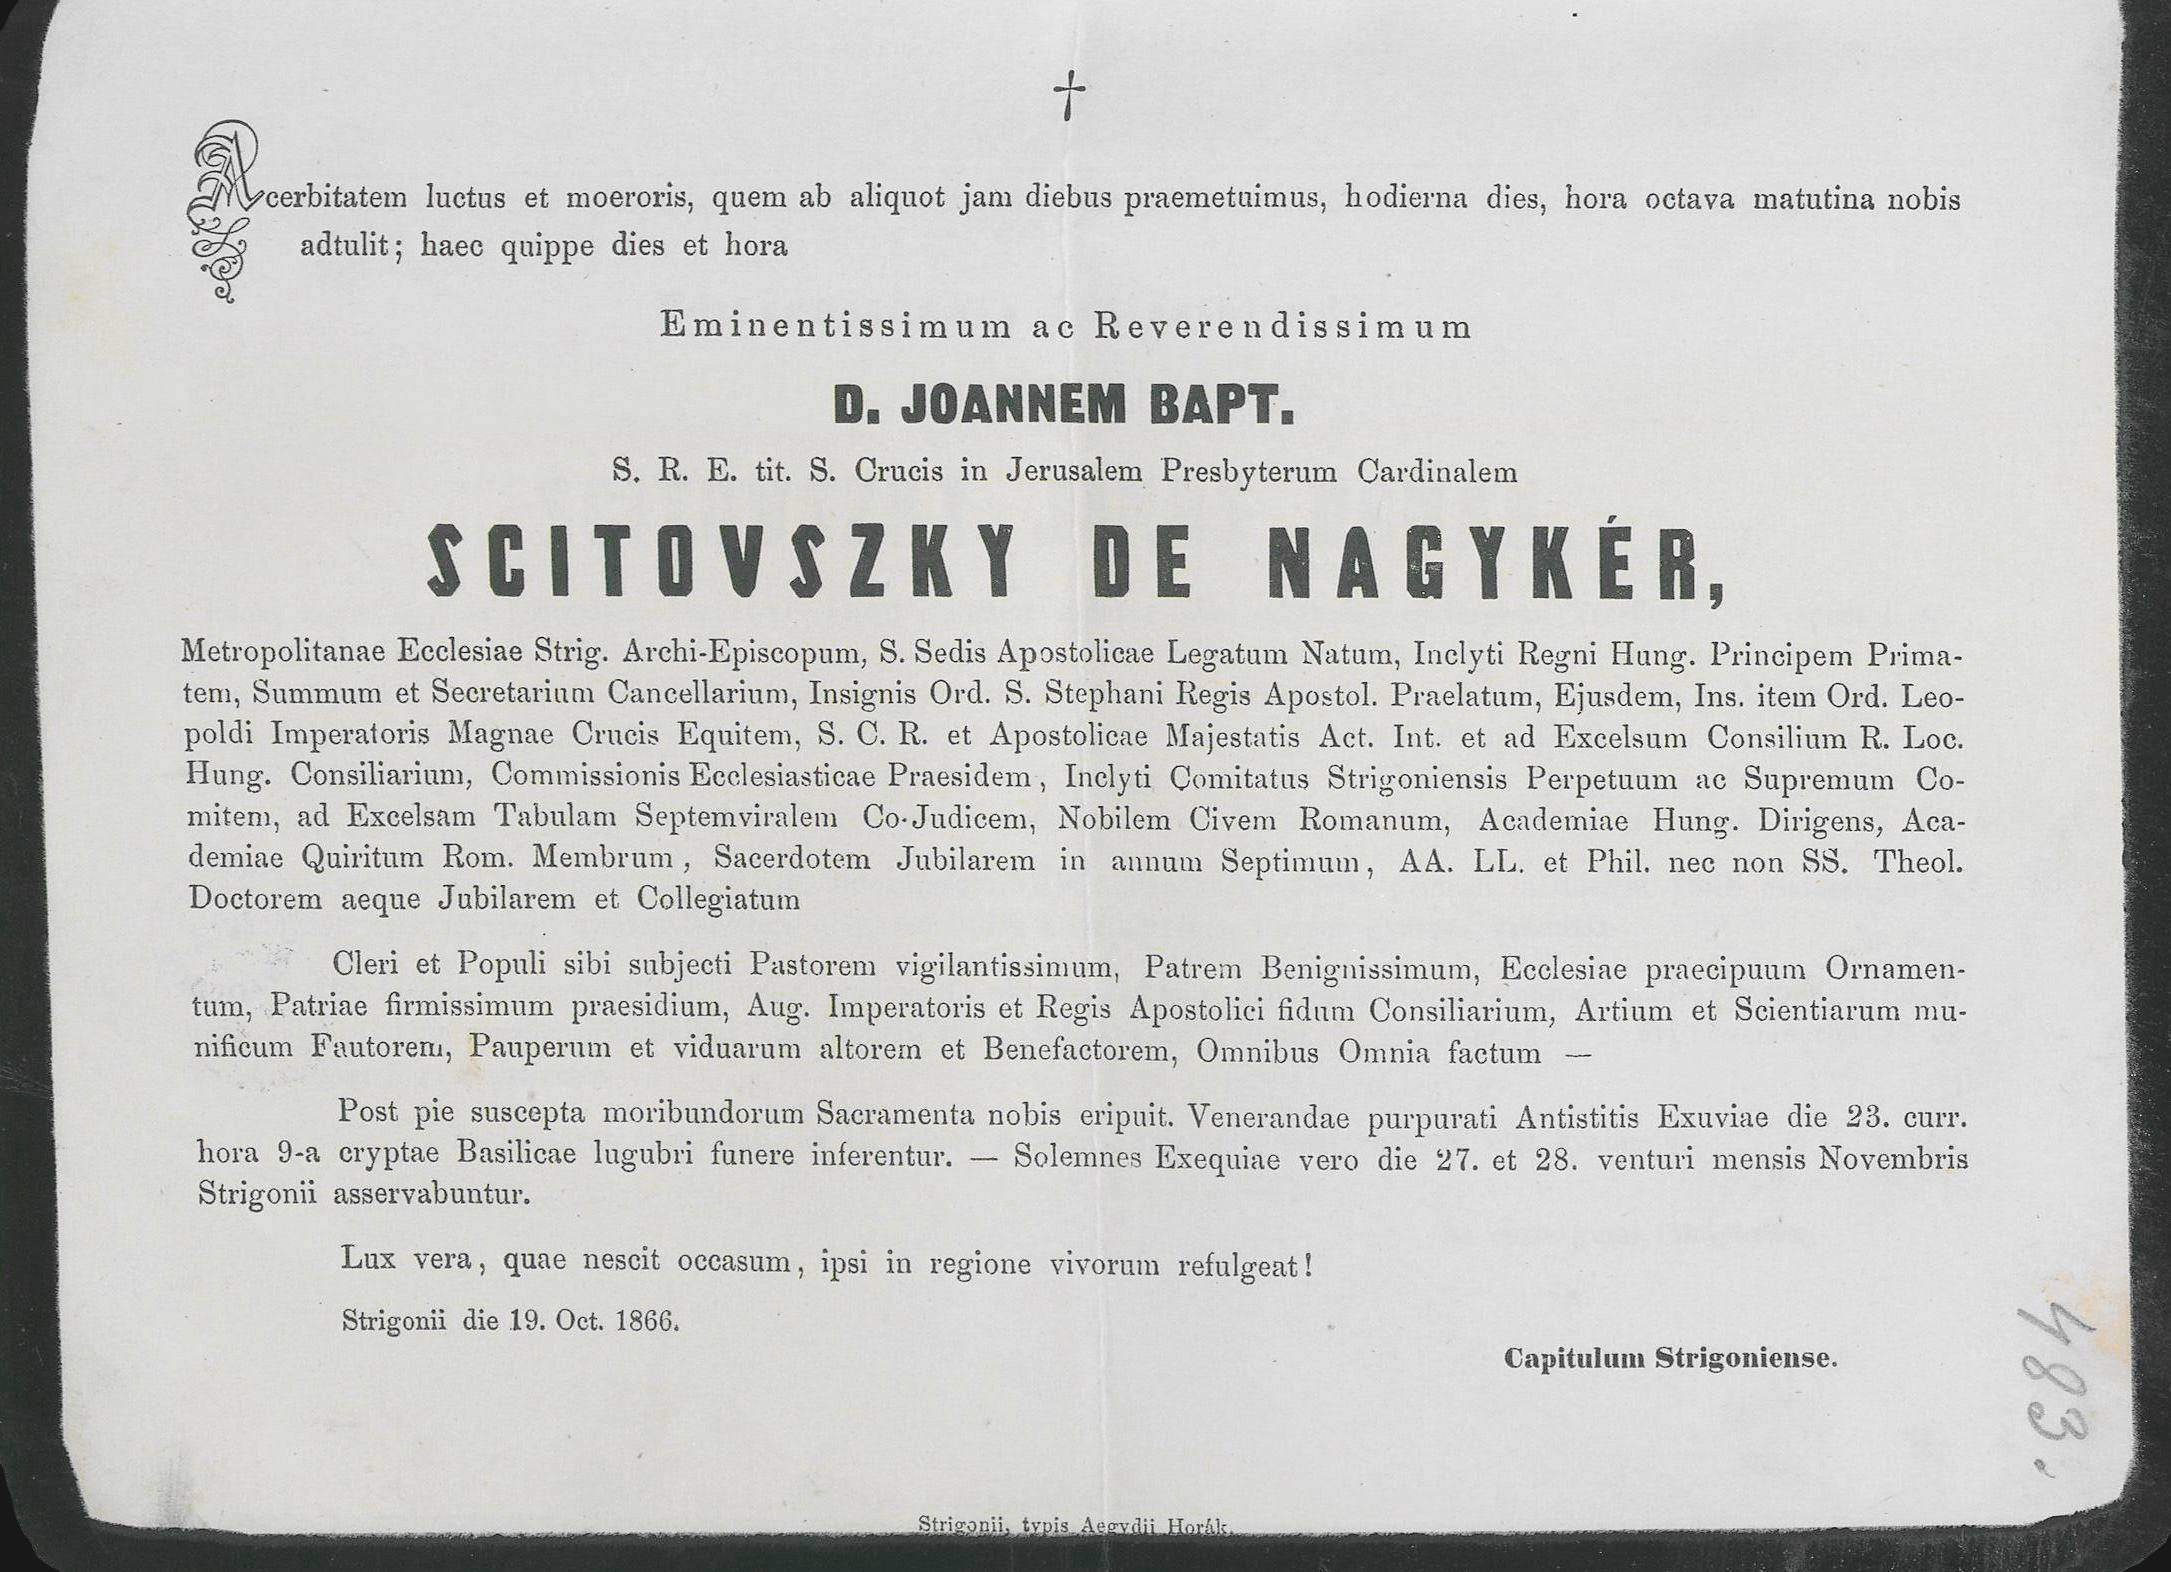 †
Acerbitatem luctus et moeroris, quem ab aliquot jam diebus praemetuimus, hodierna dies, hora octava matutina nobis
adtulit; haec quippe dies et hora
Eminentissimum ac Reverendissimum
D. JOANNEM BAPT.
S. R. E. tit. S. Crucis in Jerusalem Presbyterum Cardinalem
SCITOVSZKY DE NAGYKÉR,
Metropolitanae Ecclesiae Strig. Archi-Episcopum, S. Sedis Apostolicae Legatum Natum, Inclyti Regni Hung. Principem Prima-
tem, Summum et Secretarium Cancellarium, Insignis Ord. S. Stephani Regis Apostol. Praelatum, Ejusdem, Ins. item Ord. Leo-
poldi Imperatoris Magnae Crucis Equitem, S. C. R. et Apostolicae Majestatis Act. Int. et ad Excelsum Consilium R. Loc.
Hung. Consiliarium, Commissionis Ecclesiasticae Praesidem, Inclyti Comitatus Strigoniensis Perpetuum ac Supremum Co-
mitem, ad Excelsam Tabulam Septemviralem Co-Judicem, Nobilem Civem Romanum, Academiae Hung. Dirigens, Aca-
demiae Quiritum Rom. Membrum, Sacerdotem Jubilarem in annum Septimum, AA. LL. et Phil. nec non SS. Theol.
Doctorem aeque Jubilarem et Collegiatum
Cleri et Populi sibi subjecti Pastorem vigilantissimum, Patrem Benignissimum, Ecclesiae praecipuum Ornamen-
tum, Patriae firmissimum praesidium, Aug. Imperatoris et Regis Apostolici fidum Consiliarium, Artium et Scientiarum mu-
nificum Fautorem, Pauperum et viduarum altorem et Benefactorem, Omnibus Omnia factum —
Post pie suscepta moribundorum Sacramenta nobis eripuit. Venerandae purpurati Antistitis Exuviae die 23. curr.
hora 9-a cryptae Basilicae lugubri funere inferentur. — Solemnes Exequiae vero die 27. et 28. venturi mensis Novembris
Strigonii asservabuntur.
Lux vera, quae nescit occasum, ipsi in regione vivorum refulgeat!
Strigonii die 19. Oct. 1866.
Capitulum Strigoniense.
483.
Strigonii, typis Aegydii Horák.